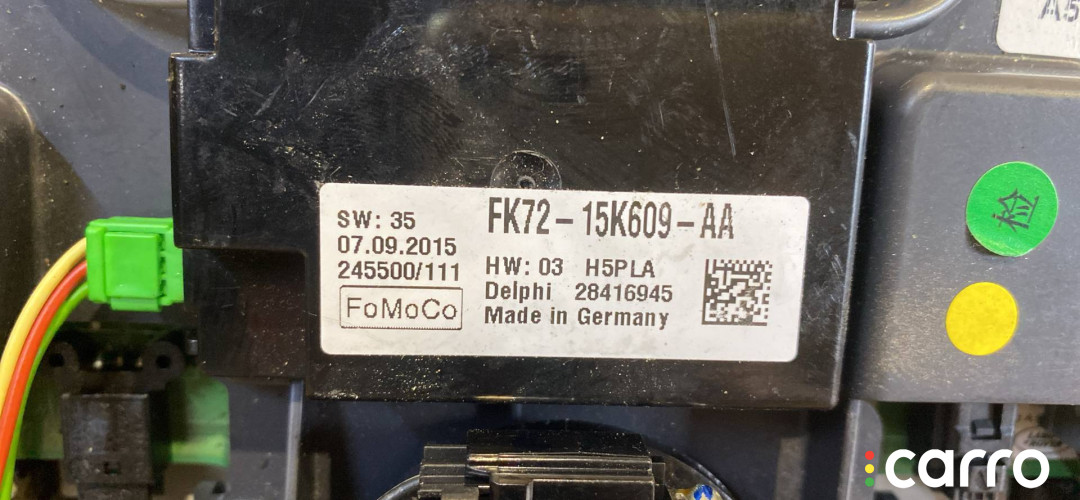 SW: 35
07.09.2015
245500/111
FoMoCo
FK72-15K609-AA
HW: 03 H5PLA
Delphi 28416945
Made in Germany
检
carro